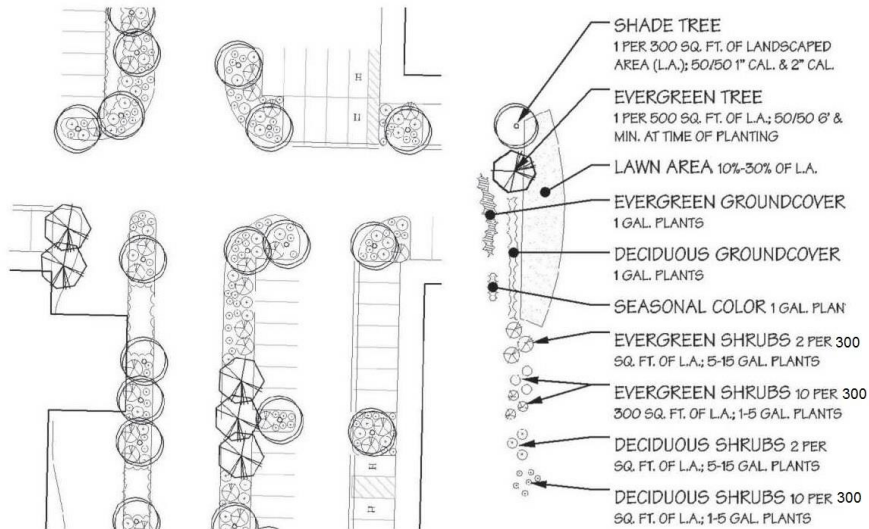 SHADE TREE
1 PER 300 SQ. FT. OF LANDSCAPED
AREA (L.A.); 50/50 1" CAL. & 2" CAL.
EVERGREEN TREE
1 PER 500 SQ. FT. OF L.A.; 50/50 6' &
MIN. AT TIME OF PLANTING
LAWN AREA 10%-30% OF L.A.
EVERGREEN GROUNDCOVER
1 GAL. PLANTS
DECIDUOUS GROUNDCOVER
1 GAL. PLANTS
SEASONAL COLOR 1 GAL. PLAN
EVERGREEN SHRUBS 2 PER 300
SQ. FT. OF L.A.; 5-15 GAL. PLANTS
EVERGREEN SHRUBS 10 PER 300
300 SQ. FT. OF L.A.; 1-5 GAL. PLANTS
DECIDUOUS SHRUBS 2 PER
SQ. FT. OF L.A.; 5-15 GAL. PLANTS
DECIDUOUS SHRUBS 10 PER 300
SQ. FT. OF L.A.; 1-5 GAL. PLANTS
H
H
H
H